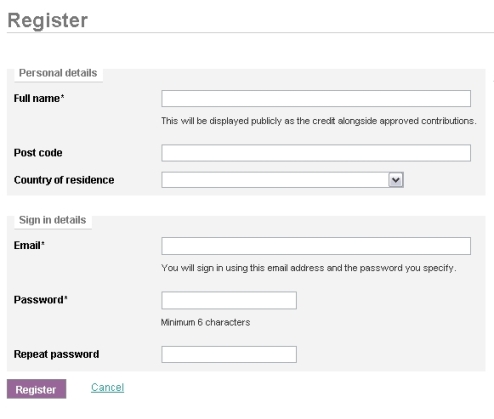 Register
Personal details
Full name*
This will be displayed publicly as the credit alongside approved contributions.
Post code
Country of residence
Sign in details
Email*
You will sign in using this email address and the password you specify.
Password*
Minimum 6 characters
Repeat password
Register Cancel